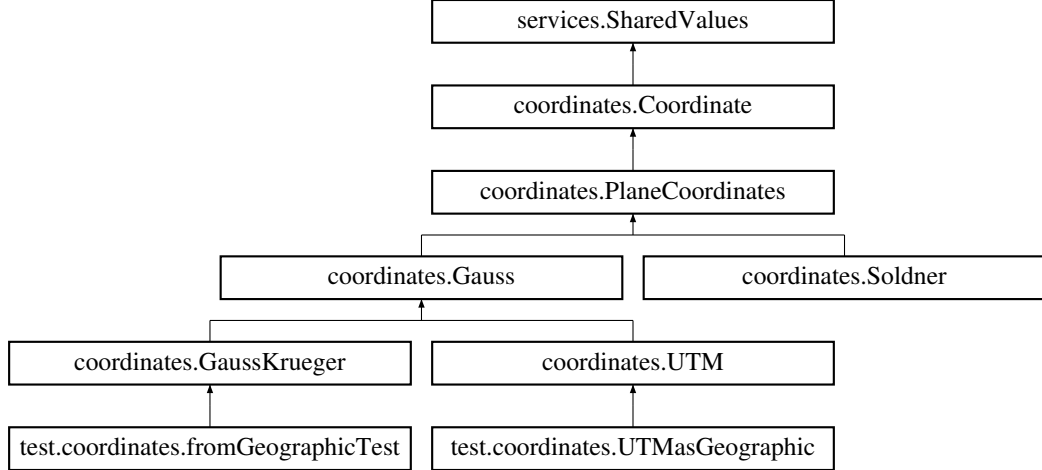 services.SharedValues
coordinates.Coordinate
coordinates.PlaneCoordinates
coordinates.Gauss
coordinates.Soldner
coordinates.GaussKrueger
coordinates.UTM
test.coordinates.fromGeographicTest
test.coordinates.UTMasGeographic